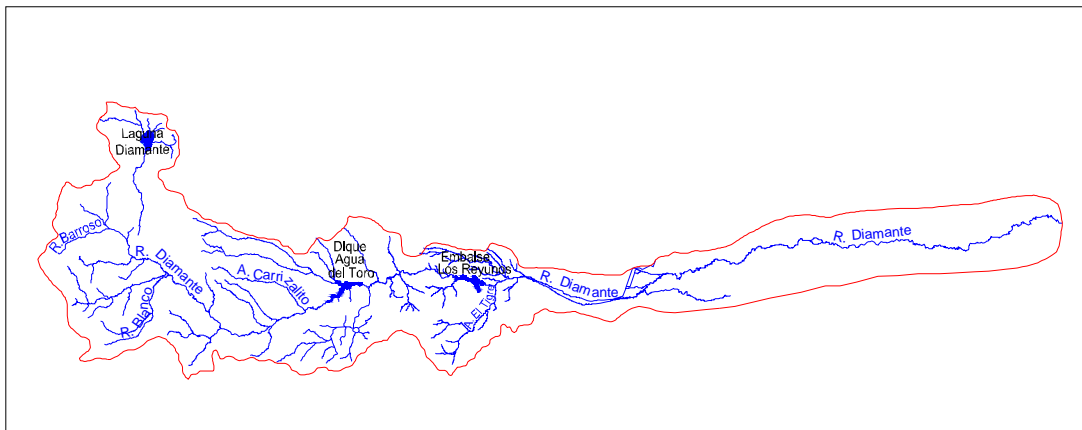 Laguna
Diamante
R. Barroso
R. Diamante
R. Blanco
A. Carrizalito
DIque
Agua
del Toro
Embalse
Los Reyunos
A. El Tigre
R. Diamante
R. Diamante